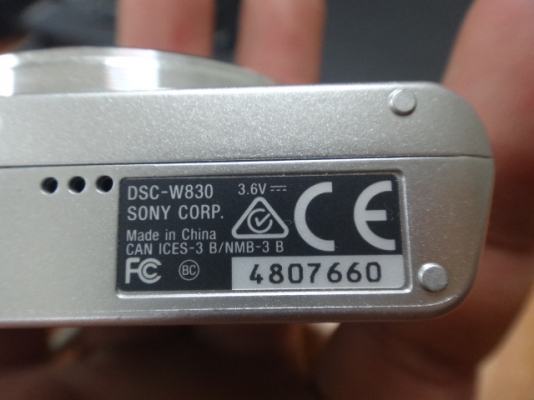 DSC-W830 3.6V
SONY CORP.
Made in China
CAN ICES-3 B/NMB-3 B
CE
FC BC
4807660